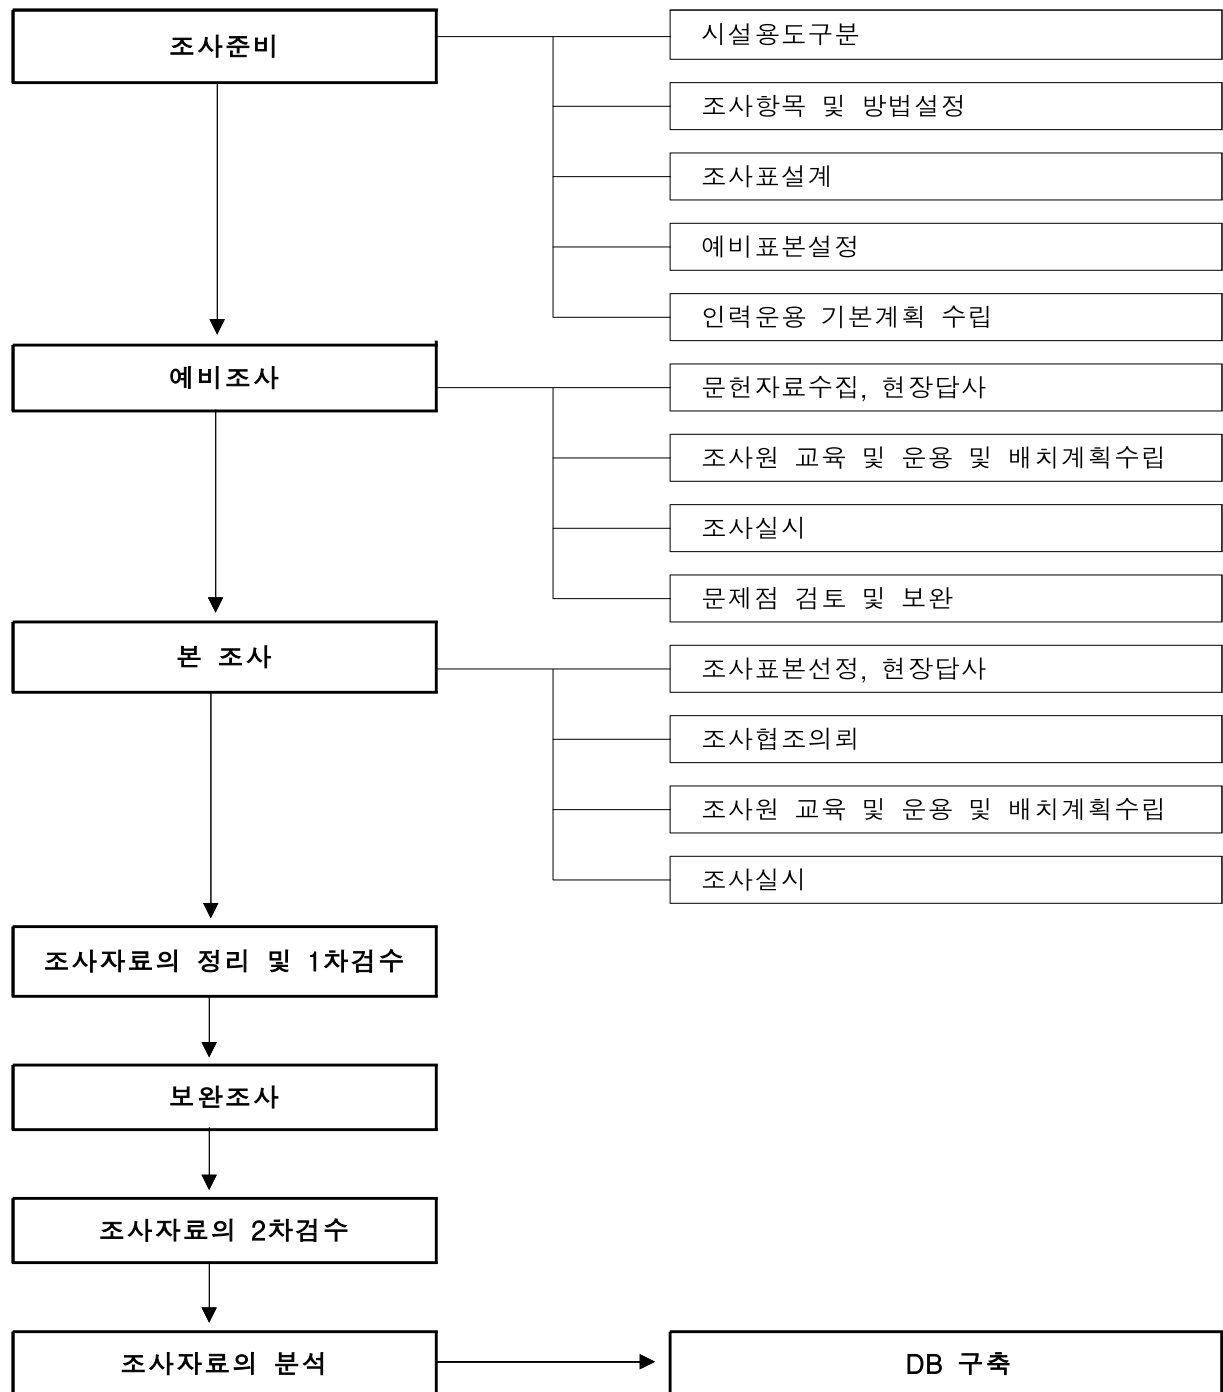 조사준비
시설용도구분
조사항목 및 방법설정
조사표설계
예비표본설정
인력운용 기본계획 수립
예비조사
문헌자료수집, 현장답사
조사원 교육 및 운용 및 배치계획수립
조사실시
문제점 검토 및 보완
본 조사
조사표본선정, 현장답사
조사협조의뢰
조사원 교육 및 운용 및 배치계획수립
조사실시
조사자료의 정리 및 1차검수
보완조사
조사자료의 2차검수
조사자료의 분석
DB 구축